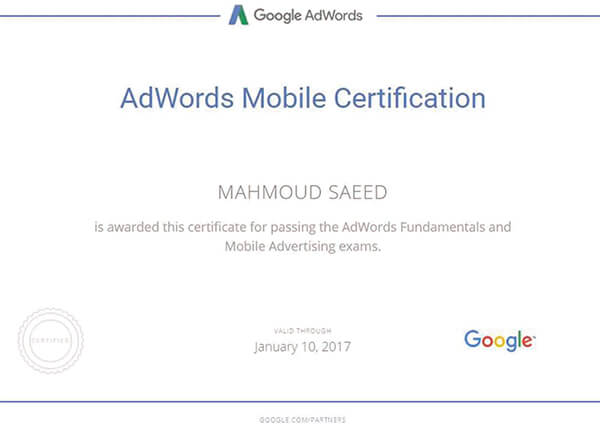 Google AdWords
AdWords Mobile Certification
MAHMOUD SAEED
is awarded this certificate for passing the AdWords Fundamentals and
Mobile Advertising exams.
CERTIFIED
VALID THROUGH
January 10, 2017
Google
GOOGLE.COM/PARTNERS